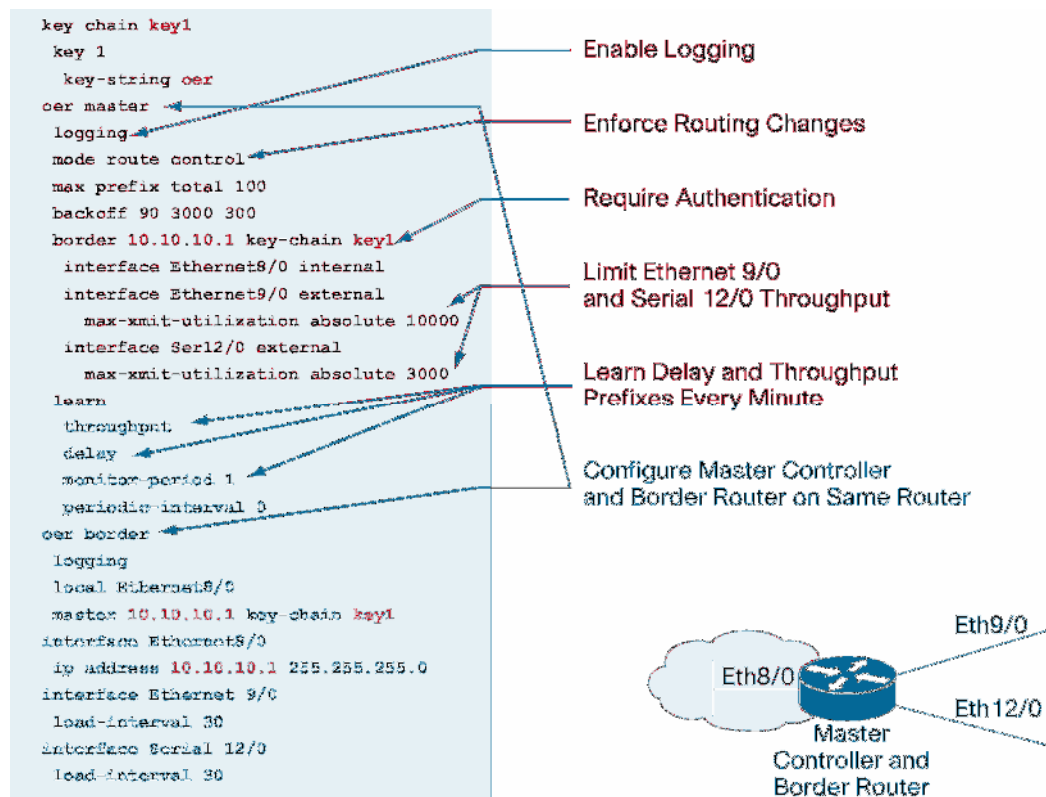 key chain key1
key 1
key-string oer
oer master
logging
mode route control
max prefix total 100
backoff 90 3000 300
border 10.10.10.1 key-chain key1
interface Ethernet8/0 internal
interface Ethernet9/0 external
max-xmit-utilization absolute 10000
interface Ser12/0 external
max-xmit-utilization absolute 3000
learn
throughput
delay
monitor-period 1
periodic-interval 0
oer border
logging
local Ethernet8/0
master 10.10.10.1 key-chain key1
interface Ethernet8/0
ip address 10.10.10.1 255.255.255.0
interface Ethernet 9/0
load-interval 30
interface Serial 12/0
load-interval 30
Enable Logging
Enforce Routing Changes
Require Authentication
Limit Ethernet 9/0
and Serial 12/0 Throughput
Learn Delay and Throughput
Prefixes Every Minute
Configure Master Controller
and Border Router on Same Router
Eth9/0
Eth8/0
Eth12/0
Master
Controller and
Border Router